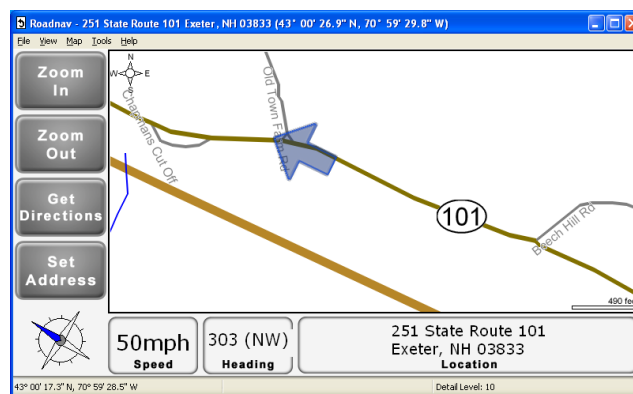 Roadnav - 251 State Route 101 Exeter, NH 03833 (43° 00' 26.9" N, 70° 59' 29.8" W)
File View Map Tools Help
Zoom
In
Zoom
Out
Get
Directions
Set
Address
N
W E
S
Chapmans Cut Off
Old Town Farm Rd
101
Beech Hill Rd
490 fee
50mph
Speed
303 (NW)
Heading
251 State Route 101
Exeter, NH 03833
Location
43° 00' 17.3" N, 70° 59' 28.5" W
Detail Level: 10